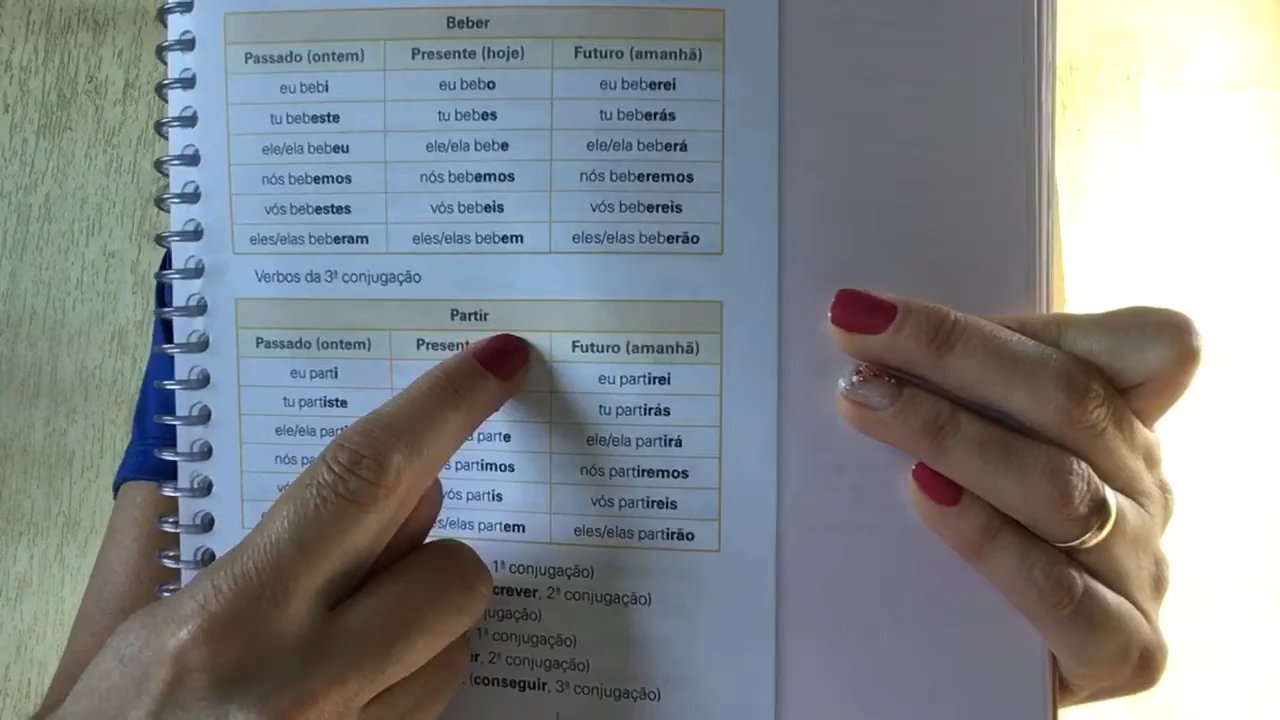 Beber
Passado (ontem) Presente (hoje) Futuro (amanhã)
eu bebi eu bebo eu beberei
tu bebeste tu bebes tu beberás
ele/ela bebeu ele/ela bebe ele/ela beberá
nós bebemos nós bebemos nós beberemos
vós bebestes vós bebeis vós bebereis
eles/elas beberam eles/elas bebem eles/elas beberão
Verbos da 3ª conjugação
Partir
Passado (ontem) Futuro (amanhã)
eu parti eu partirei
tu partiste tu partirás
ele/ela parte ele/ela partirá
nós partimos nós partiremos
vós partis vós partireis
partem eles/elas partirão
1ª conjugação)
2ª conjugação)
1ª conjugação)
2ª conjugação)
(conseguir, 3ª conjugação)